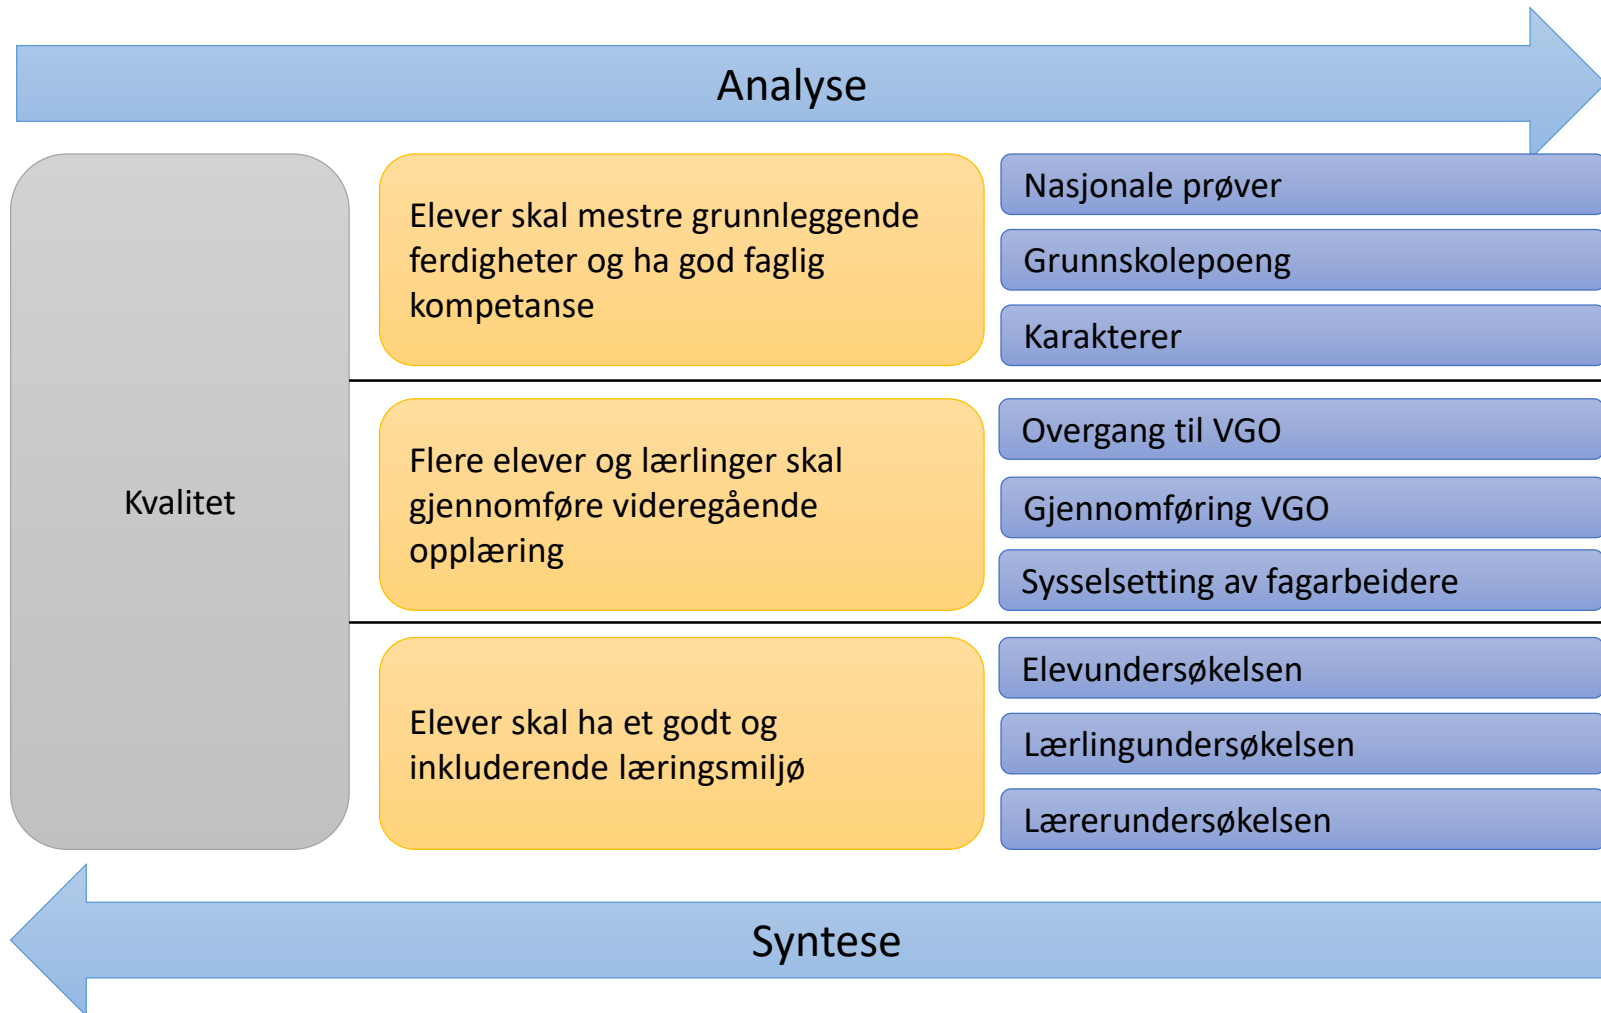 Analyse
Kvalitet
Elever skal mestre grunnleggende
ferdigheter og ha god faglig
kompetanse
Nasjonale prøver
Grunnskolepoeng
Karakterer
Flere elever og lærlinger skal
gjennomføre videregående
opplæring
Overgang til VGO
Gjennomføring VGO
Sysselsetting av fagarbeidere
Elever skal ha et godt og
inkluderende læringsmiljø
Elevundersøkelsen
Lærlingundersøkelsen
Lærerundersøkelsen
Syntese